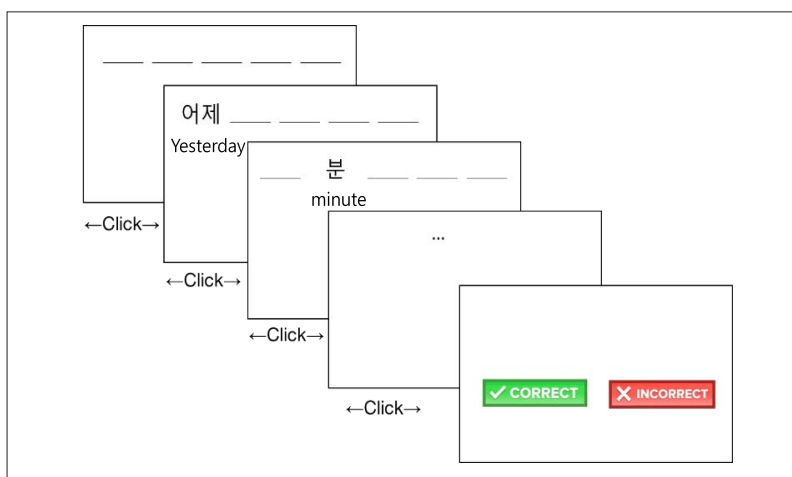 어제
Yesterday
←Click→
분
minute
←Click→
...
←Click→
←Click→
CORRECT
INCORRECT